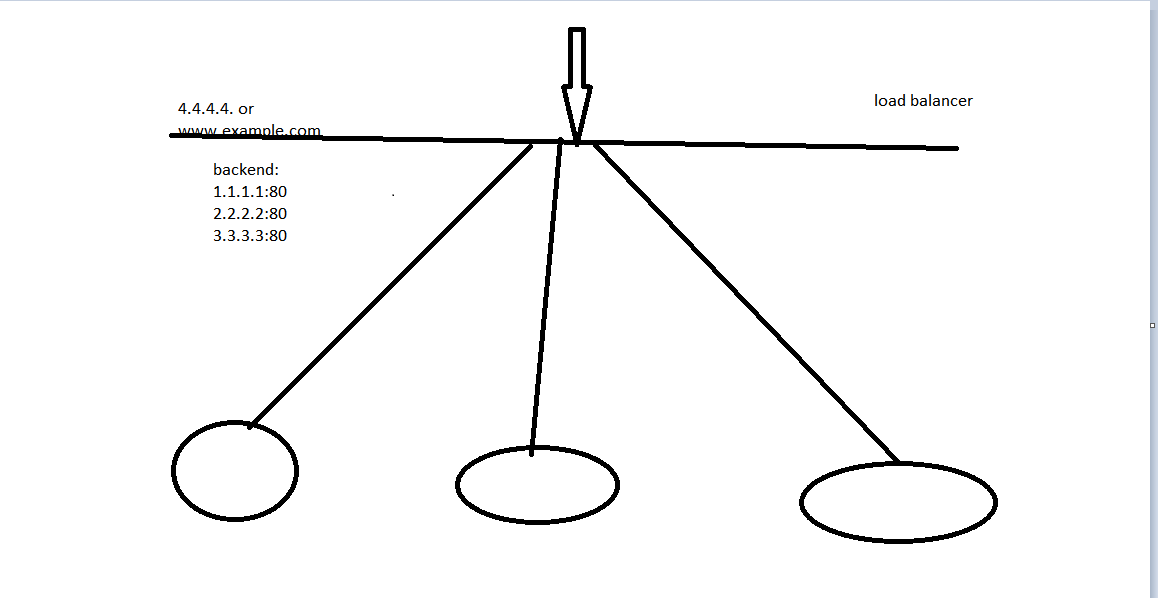 4.4.4.4. or
www.example.com
load balancer
backend:
1.1.1.1:80
2.2.2.2:80
3.3.3.3:80